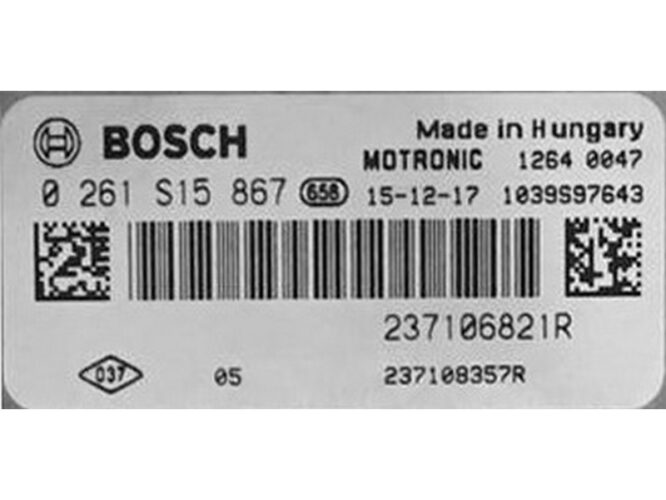 BOSCH Made in Hungary
MOTRONIC 1264 0047
0 261 S15 867 658 15-12-17 1039S97643
237106821R
037 05 237108357R